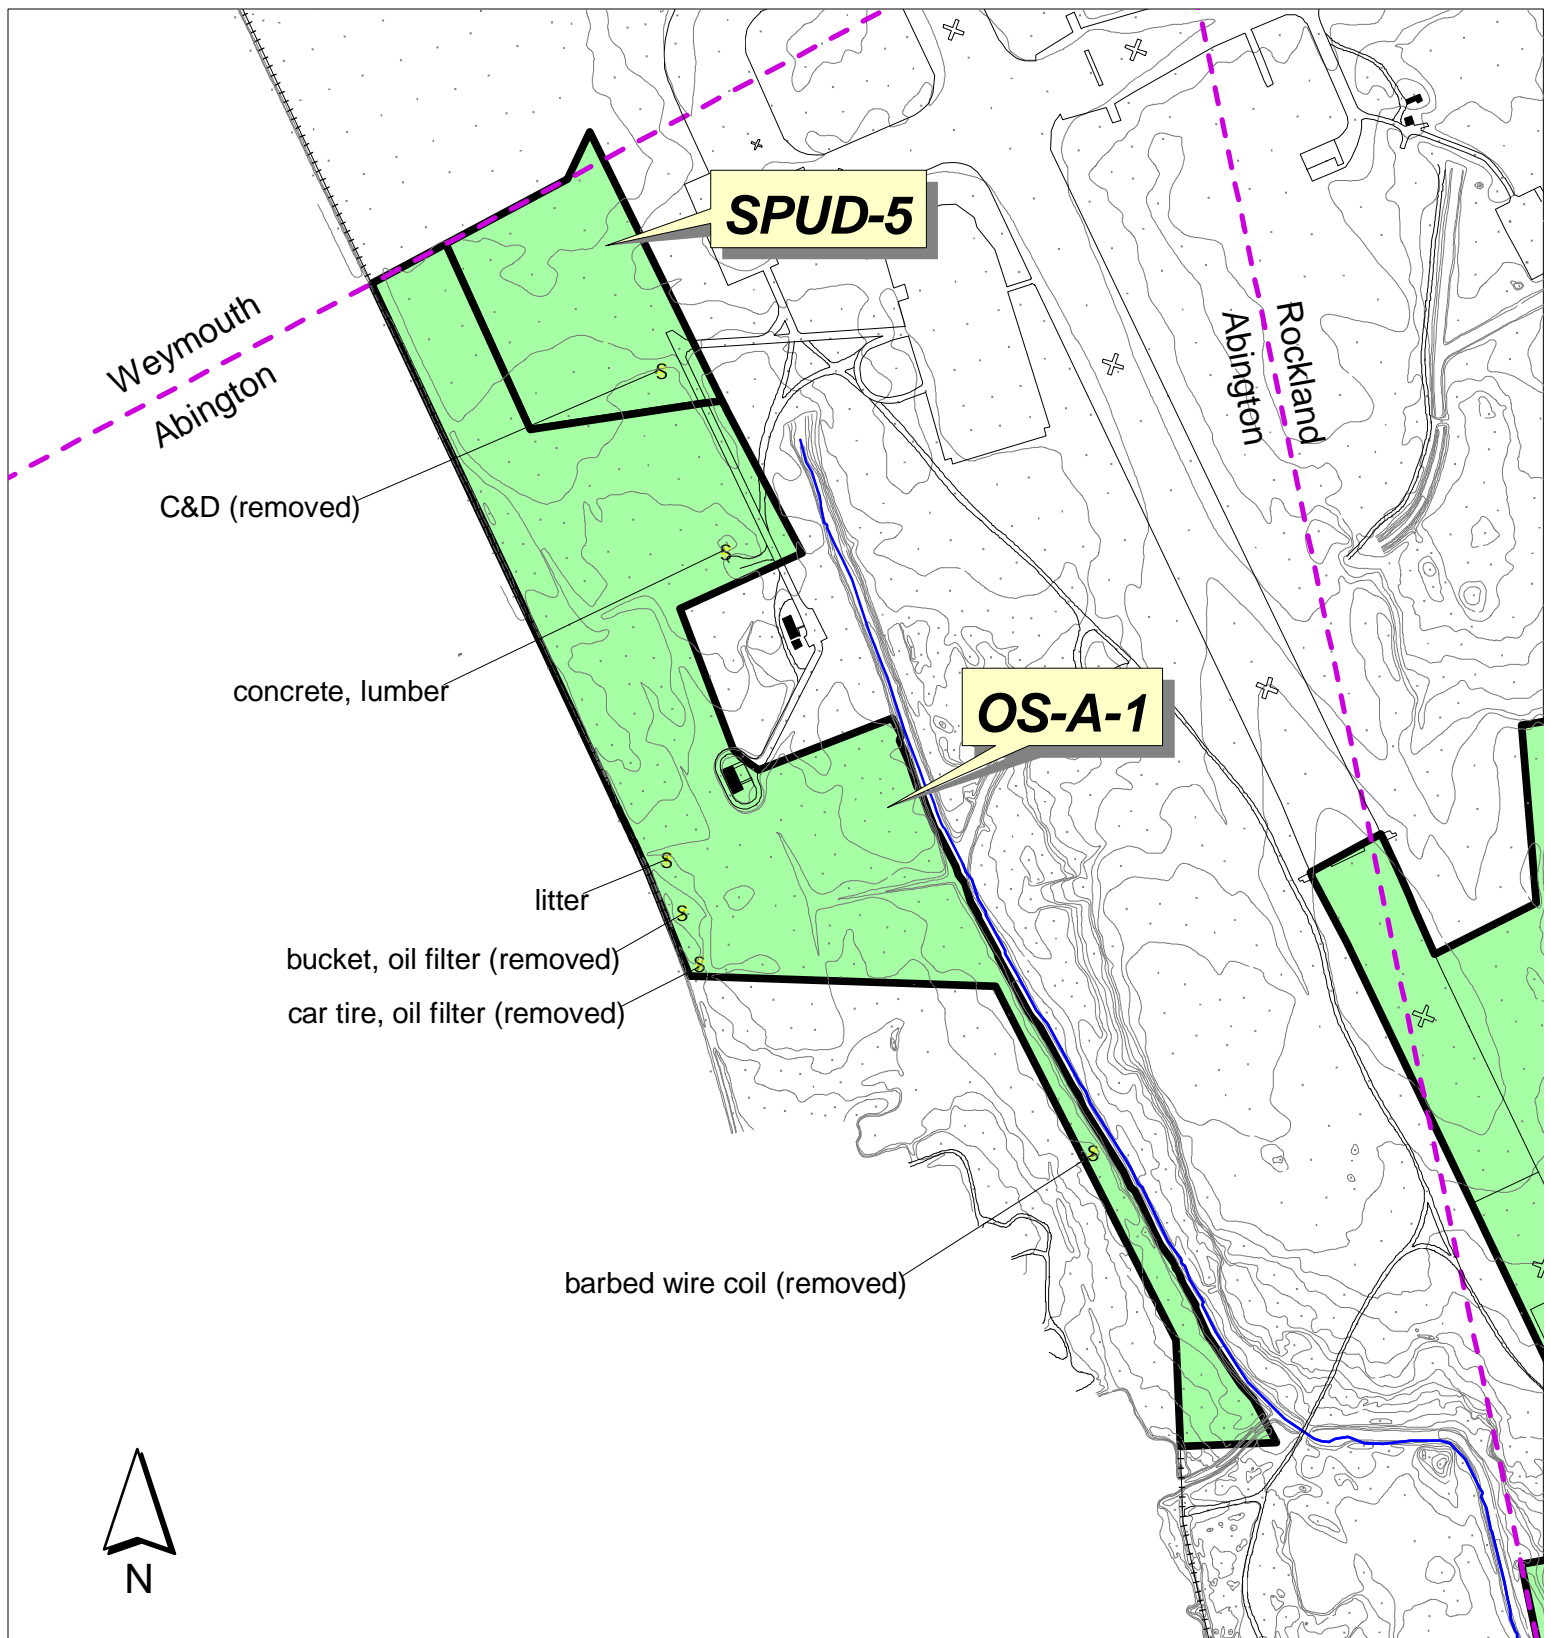 SPUD-5
Weymouth
Abington
Rockland
Abington
S
C&D (removed)
S
concrete, lumber
OS-A-1
S
litter
S
bucket, oil filter (removed)
S
car tire, oil filter (removed)
S
barbed wire coil (removed)
N